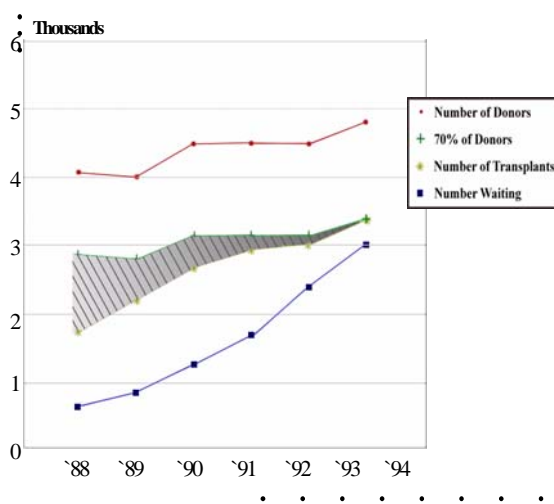 Thousands
6
5
4
3
2
1
0
`88 `89 `90 `91 `92 `93 `94
Number of Donors
70% of Donors
Number of Transplants
Number Waiting